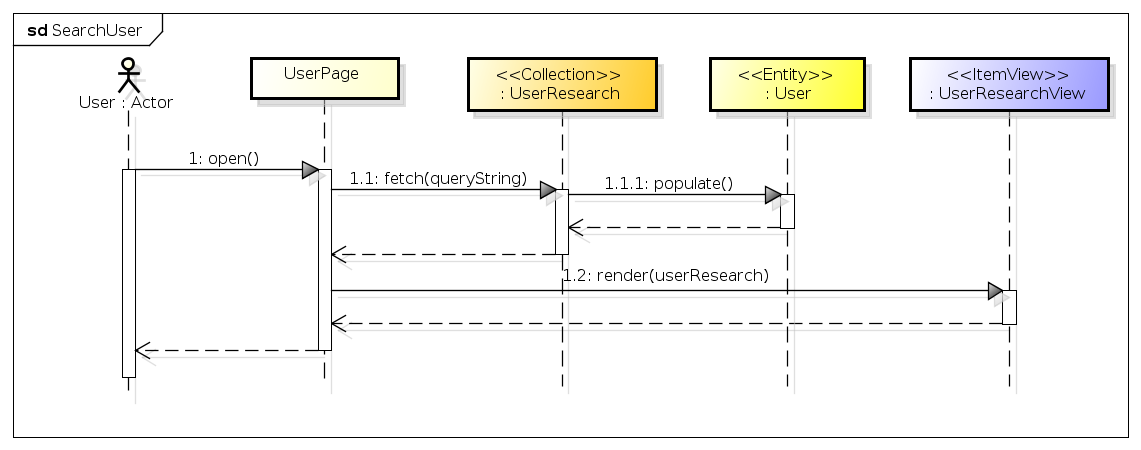 sd SearchUser
User : Actor
UserPage
<<Collection>>
: UserResearch
<<Entity>>
: User
<<ItemView>>
: UserResearchView
1: open()
1.1: fetch(queryString)
1.1.1: populate()
1.2: render(userResearch)